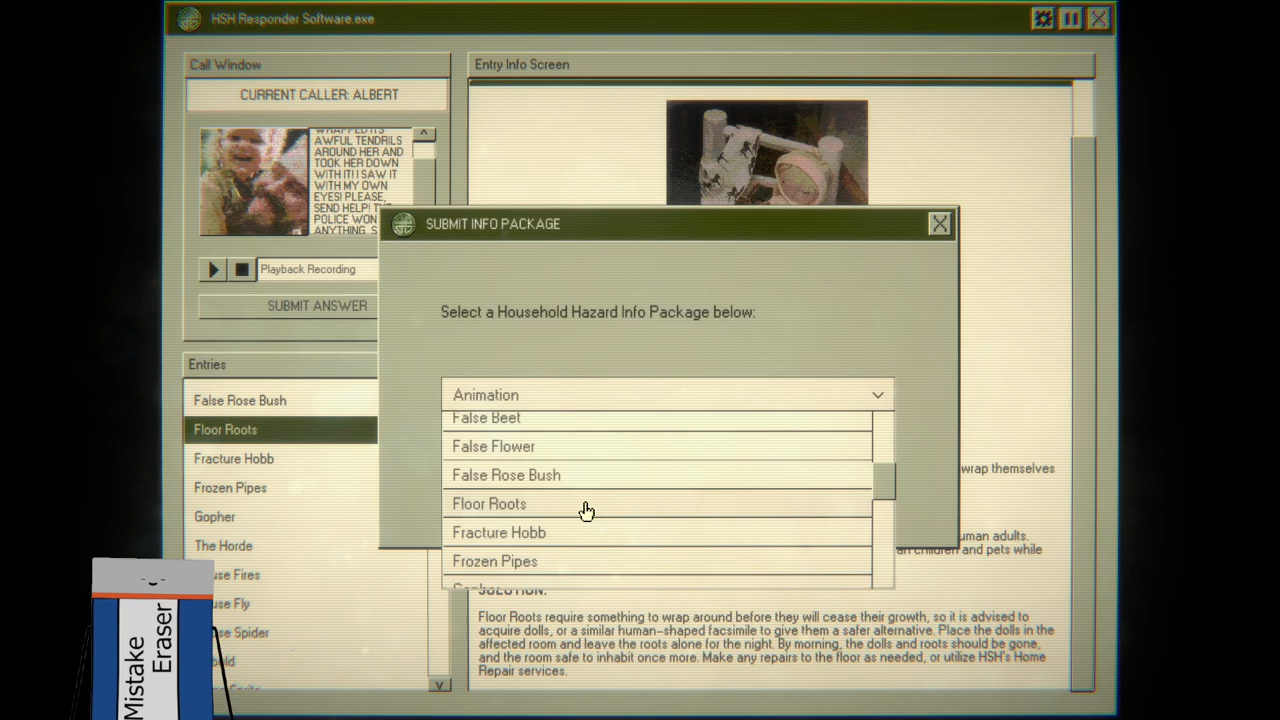 HSH Responder Software.exe
Call Window
CURRENT CALLER: ALBERT
WRAPPED ITS
AWFUL TENDRILS
AROUND HER AND
TOOK HER DOWN
WITH IT! I SAW IT
WITH MY OWN
EYES! PLEASE,
SEND HELP!
POLICE WON
ANYTHING,
Playback Recording
SUBMIT ANSWER
Entries
False Rose Bush
Floor Roots
Fracture Hobb
Frozen Pipes
Gopher
The Horde
use Fires
use Fly
se Spider
Entry Info Screen
SUBMIT INFO PACKAGE
Select a Household Hazard Info Package below:
Animation
False Beet
False Flower
False Rose Bush
Floor Roots
Fracture Hobb
Frozen Pipes
wrap themselves
uman adults.
an children and pets while
SOLUTION:
Floor Roots require something to wrap around before they will cease their growth, so it is advised to
acquire dolls, or a similar human-shaped facsimile to give them a safer alternative. Place the dolls in the
affected room and leave the roots alone for the night. By morning, the dolls and roots should be gone,
and the room safe to inhabit once more. Make any repairs to the floor as needed, or utilize HSH's Home
Repair services.
Mistake
Eraser